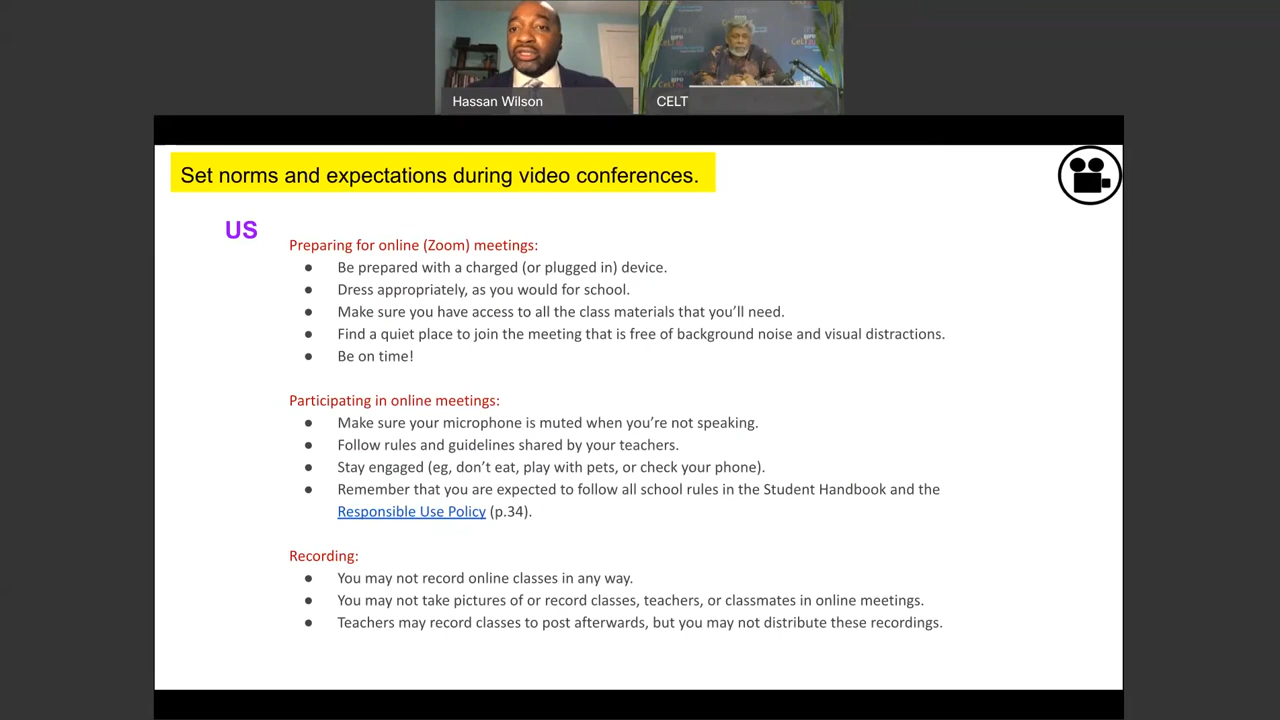 Hassan Wilson
CELT
Set norms and expectations during video conferences.
US
Preparing for online (Zoom) meetings:
● Be prepared with a charged (or plugged in) device.
● Dress appropriately, as you would for school.
● Make sure you have access to all the class materials that you’ll need.
● Find a quiet place to join the meeting that is free of background noise and visual distractions.
● Be on time!
Participating in online meetings:
● Make sure your microphone is muted when you’re not speaking.
● Follow rules and guidelines shared by your teachers.
● Stay engaged (eg, don’t eat, play with pets, or check your phone).
● Remember that you are expected to follow all school rules in the Student Handbook and the
Responsible Use Policy (p.34).
Recording:
● You may not record online classes in any way.
● You may not take pictures of or record classes, teachers, or classmates in online meetings.
● Teachers may record classes to post afterwards, but you may not distribute these recordings.